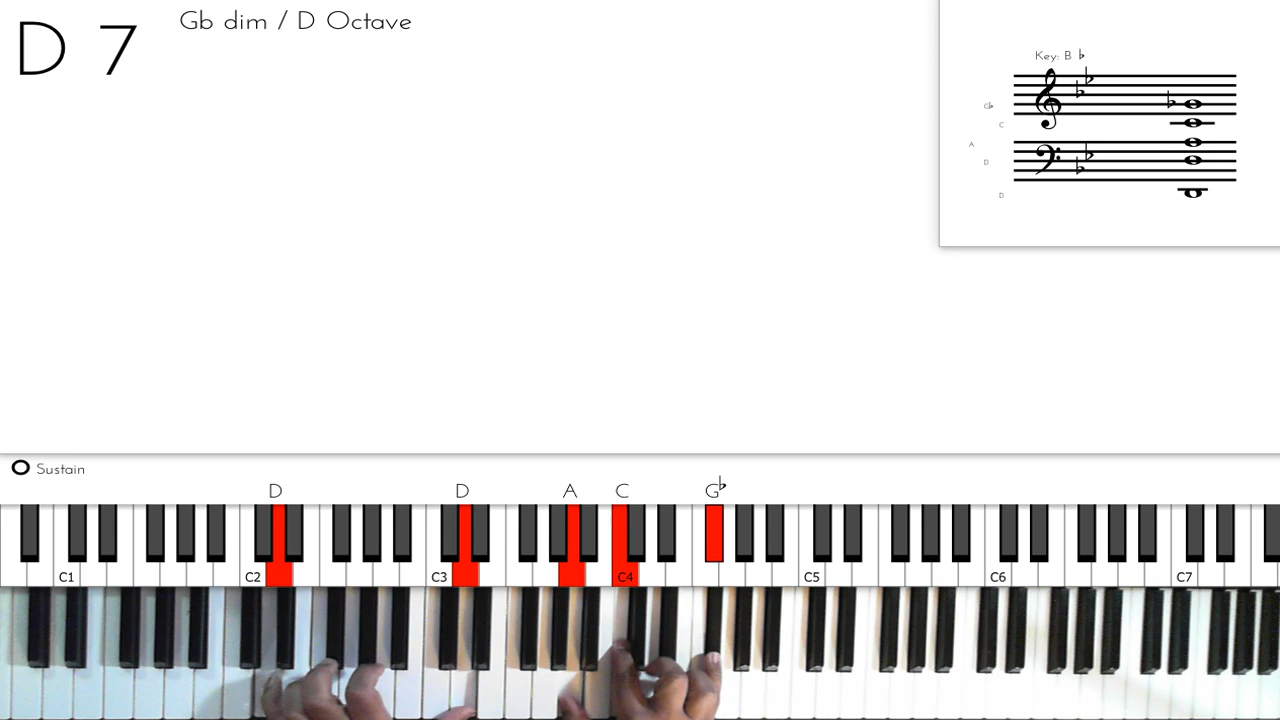 D 7
Gb dim / D Octave
Key: B ♭
G♭
C
A
D
D
Sustain
D D A C G♭
C1 C2 C3 C4 C5 C6 C7